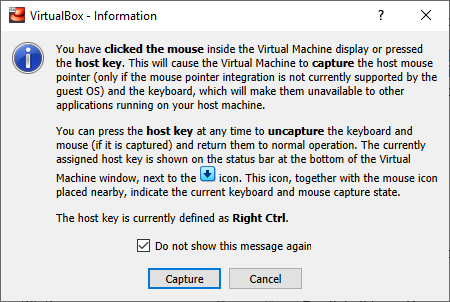 VirtualBox - Information
You have clicked the mouse inside the Virtual Machine display or pressed
the host key. This will cause the Virtual Machine to capture the host mouse
pointer (only if the mouse pointer integration is not currently supported by the
guest OS) and the keyboard, which will make them unavailable to other
applications running on your host machine.
You can press the host key at any time to uncapture the keyboard and
mouse (if it is captured) and return them to normal operation. The currently
assigned host key is shown on the status bar at the bottom of the Virtual
Machine window, next to the icon. This icon, together with the mouse icon
placed nearby, indicate the current keyboard and mouse capture state.
The host key is currently defined as Right Ctrl.
Do not show this message again
Capture Cancel